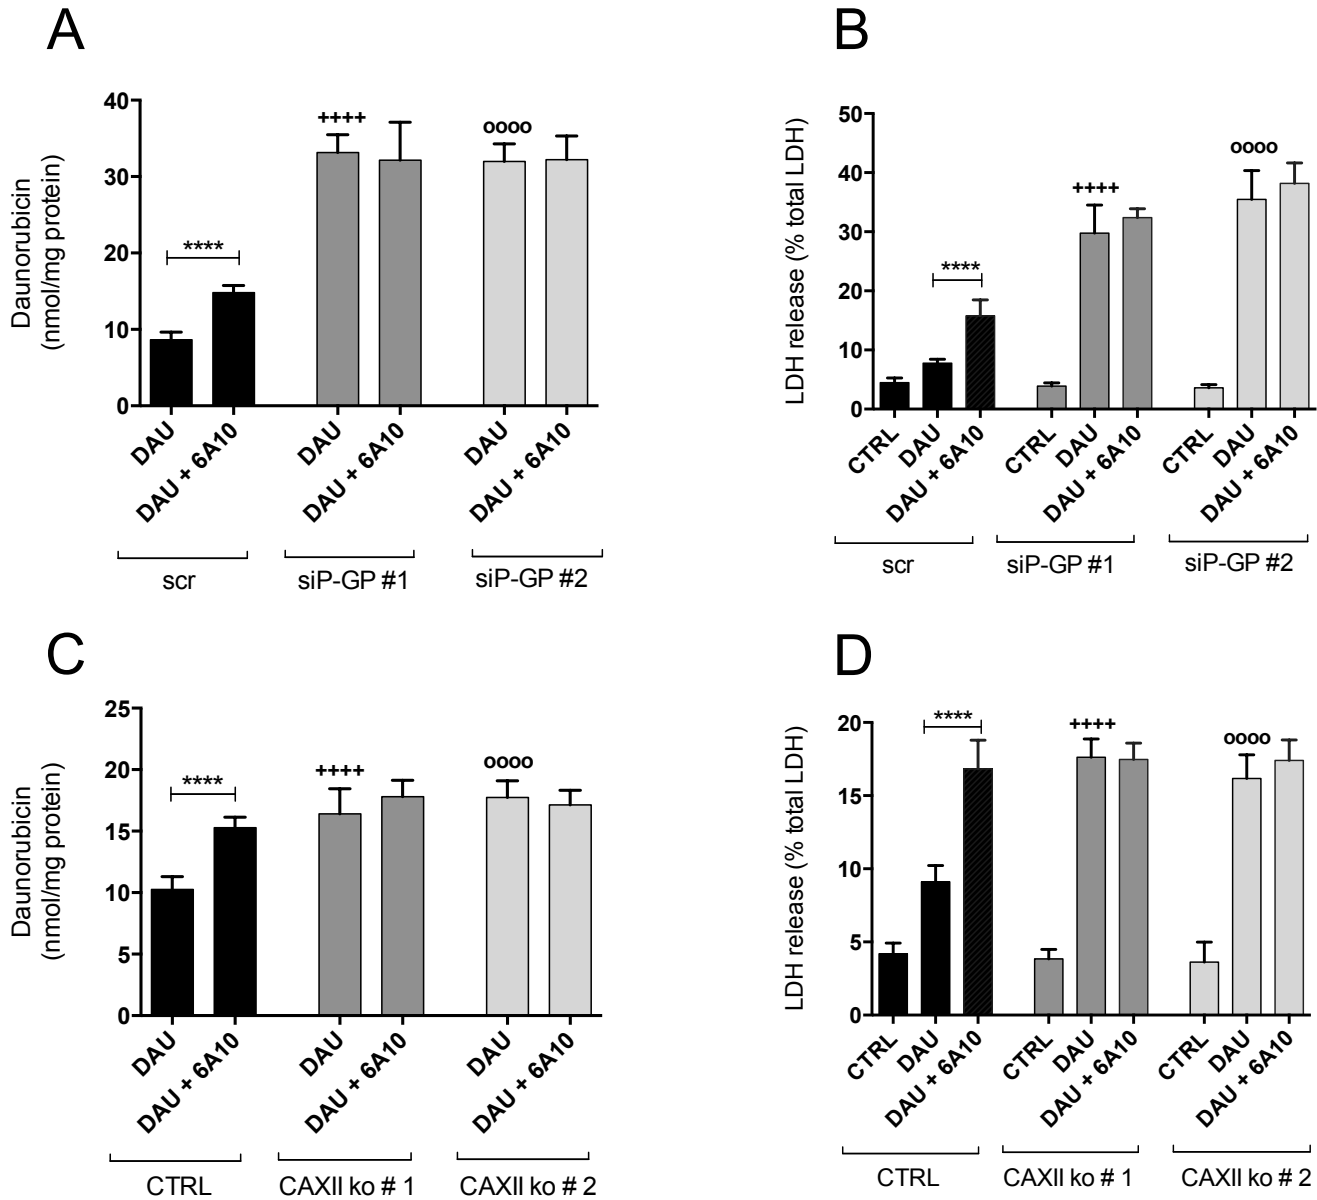 A
Daunorubicin
(nmol/mg protein)
40
30
20
10
0
****
++++
oooo
DAU
DAU + 6A10
DAU
DAU + 6A10
DAU
DAU + 6A10
scr
siP-GP #1
siP-GP #2
B
LDH release (% total LDH)
50
40
30
20
10
0
****
++++
oooo
CTRL
DAU
DAU + 6A10
CTRL
DAU
DAU + 6A10
CTRL
DAU
DAU + 6A10
scr
siP-GP #1
siP-GP #2
C
Daunorubicin
(nmol/mg protein)
25
20
15
10
5
0
****
++++
oooo
DAU
DAU + 6A10
DAU
DAU + 6A10
DAU
DAU + 6A10
CTRL
CAXII ko # 1
CAXII ko # 2
D
LDH release (% total LDH)
20
15
10
5
0
****
++++
oooo
CTRL
DAU
DAU + 6A10
CTRL
DAU
DAU + 6A10
CTRL
DAU
DAU + 6A10
CTRL
CAXII ko # 1
CAXII ko # 2